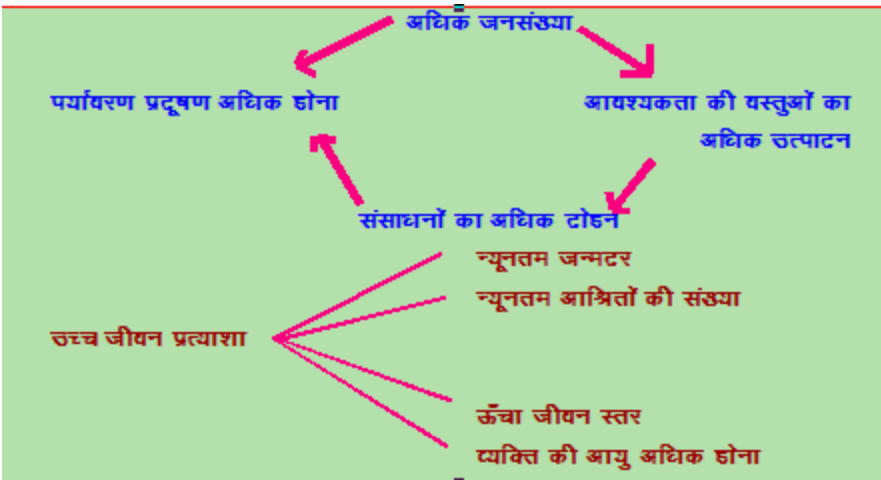 अधिक जनसंख्या
पर्यावरण प्रदूषण अधिक होना
आवश्यकता की वस्तुओं का
अधिक उत्पादन
संसाधनों का अधिक दोहन
न्यूनतम जन्मदर
न्यूनतम आश्रितों की संख्या
उच्च जीवन प्रत्याशा
ऊँचा जीवन स्तर
व्यक्ति की आयु अधिक होना